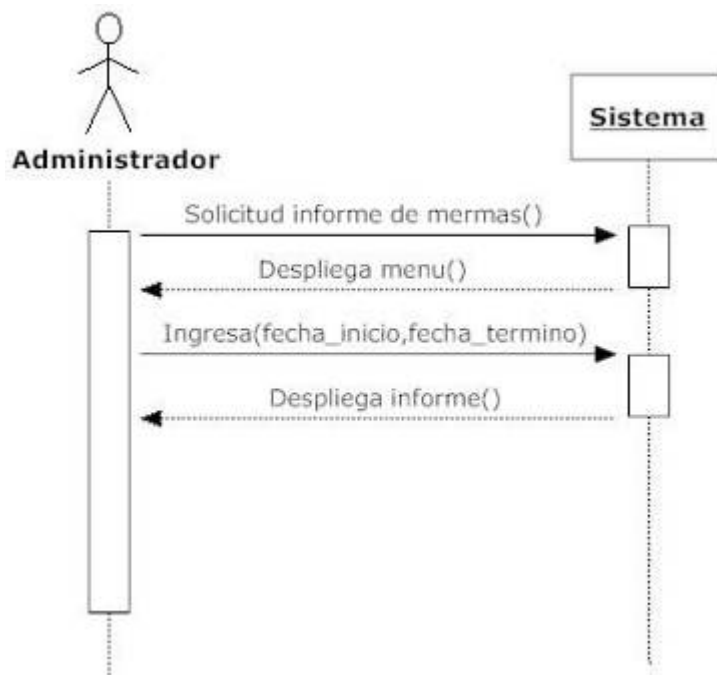 Sistema
Administrador
Solicitud informe de mermas()
Despliega menu()
Ingresa(fecha_inicio,fecha_termino)
Despliega informe()